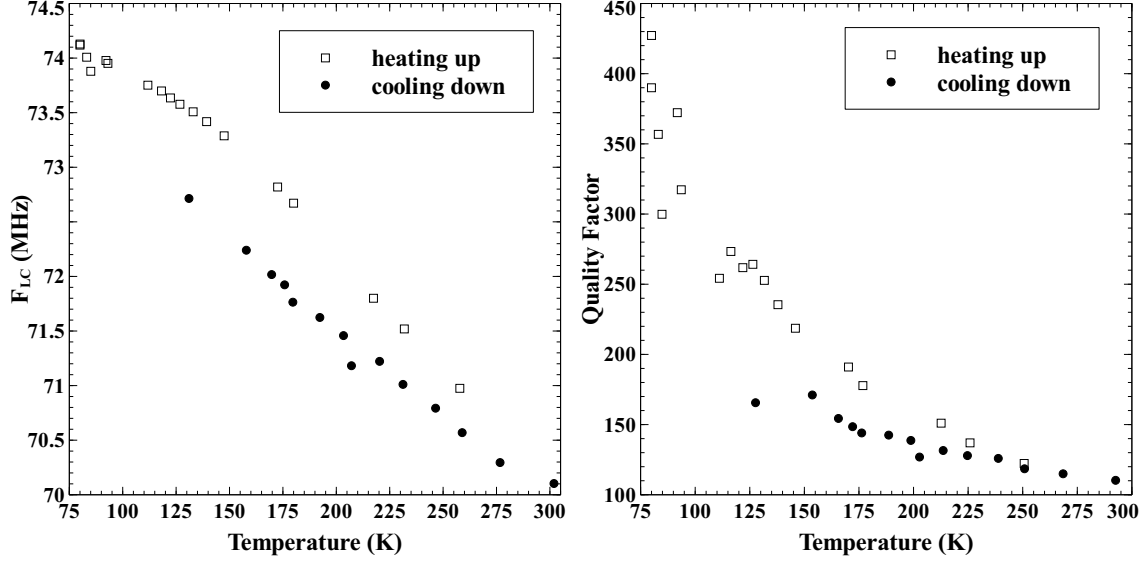 74.5
74
73.5
73
72
71.5
71
70.5
70
F_LC (MHz)
heating up
cooling down
75 100 125 150 175 200 225 250 275 300
Temperature (K)
450
400
350
300
250
200
150
100
Quality Factor
heating up
cooling down
75 100 125 150 175 200 225 250 275 300
Temperature (K)